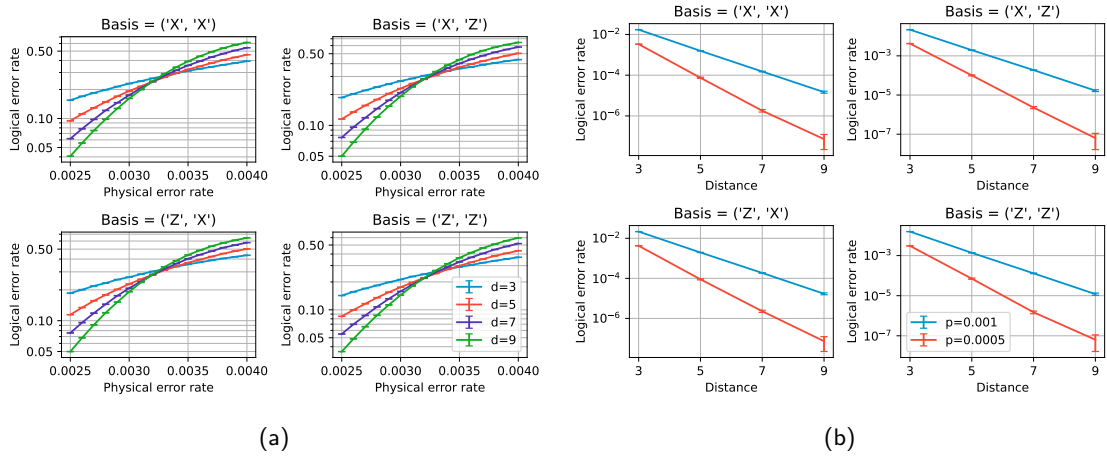 Basis = ('X', 'X')
Logical error rate
0.50
0.10
0.05
0.0025 0.0030 0.0035 0.0040
Physical error rate
Basis = ('X', 'Z')
Logical error rate
0.50
0.10
0.05
0.0025 0.0030 0.0035 0.0040
Physical error rate
Basis = ('Z', 'X')
Logical error rate
0.50
0.10
0.05
0.0025 0.0030 0.0035 0.0040
Physical error rate
Basis = ('Z', 'Z')
Logical error rate
0.50
0.10
0.05
d=3
d=5
d=7
d=9
0.0025 0.0030 0.0035 0.0040
Physical error rate
(a)
Basis = ('X', 'X')
Logical error rate
10⁻²
10⁻⁴
10⁻⁶
3 5 7 9
Distance
Basis = ('X', 'Z')
Logical error rate
10⁻³
10⁻⁵
10⁻⁷
3 5 7 9
Distance
Basis = ('Z', 'X')
Logical error rate
10⁻²
10⁻⁴
10⁻⁶
3 5 7 9
Distance
Basis = ('Z', 'Z')
Logical error rate
10⁻³
10⁻⁵
10⁻⁷
p=0.001
p=0.0005
3 5 7 9
Distance
(b)